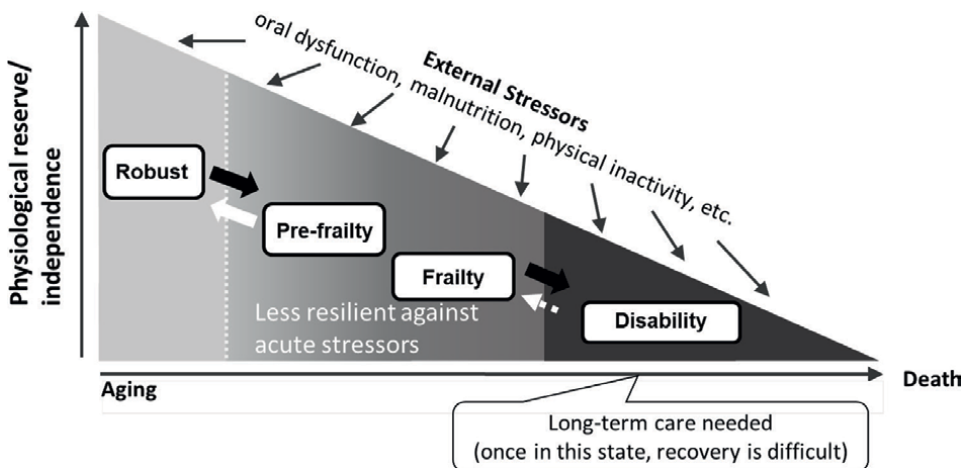 Physiological reserve/
independence
External Stressors
oral dysfunction, malnutrition, physical inactivity, etc.
Robust
Pre-frailty
Frailty
Less resilient against
acute stressors
Disability
Aging
Death
Long-term care needed
(once in this state, recovery is difficult)